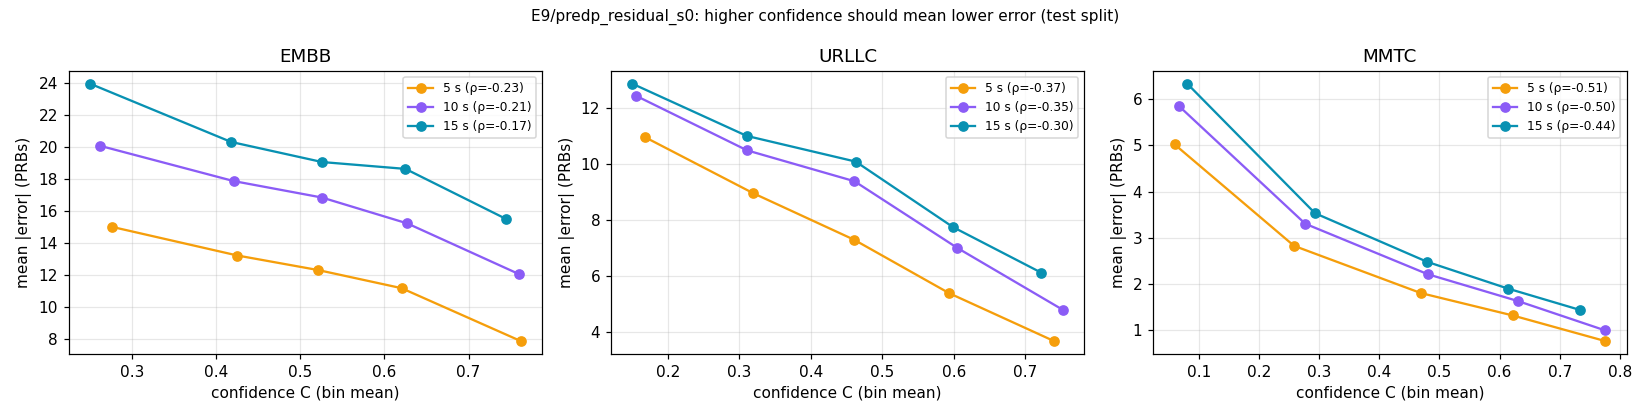 E9/predp_residual_s0: higher confidence should mean lower error (test split)
EMBB
24
22
20
18
16
14
12
10
8
mean |error| (PRBs)
5 s (ρ=-0.23)
10 s (ρ=-0.21)
15 s (ρ=-0.17)
0.3 0.4 0.5 0.6 0.7
confidence C (bin mean)
URLLC
12
10
8
6
4
mean |error| (PRBs)
5 s (ρ=-0.37)
10 s (ρ=-0.35)
15 s (ρ=-0.30)
0.2 0.3 0.4 0.5 0.6 0.7
confidence C (bin mean)
MMTC
6
5
4
3
2
1
mean |error| (PRBs)
5 s (ρ=-0.51)
10 s (ρ=-0.50)
15 s (ρ=-0.44)
0.1 0.2 0.3 0.4 0.5 0.6 0.7 0.8
confidence C (bin mean)